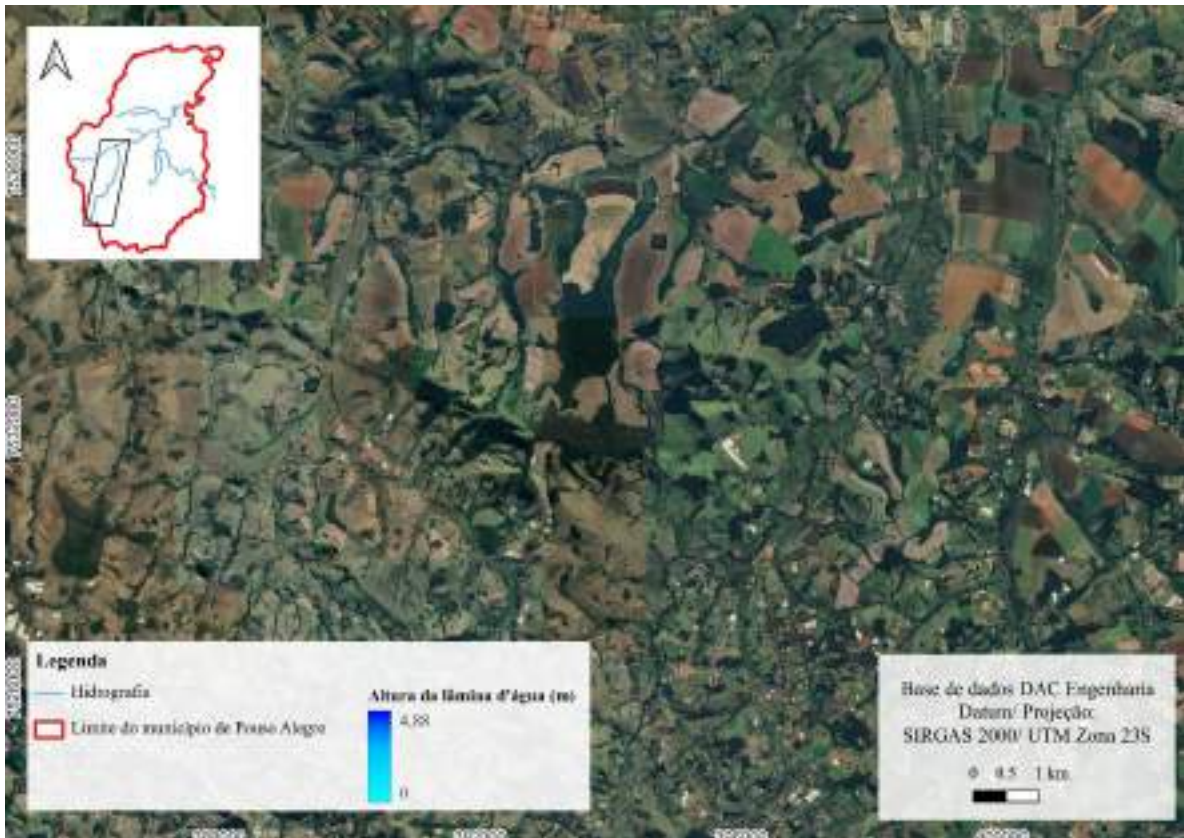 Legenda
Hidrografia
Limite do município de Pouso Alegre
Altura da lâmina d'água (m)
4,88
0
Base de dados DAC Engenharia
Datum/ Projeção:
SIRGAS 2000/ UTM Zona 23S
0 0.5 1 km